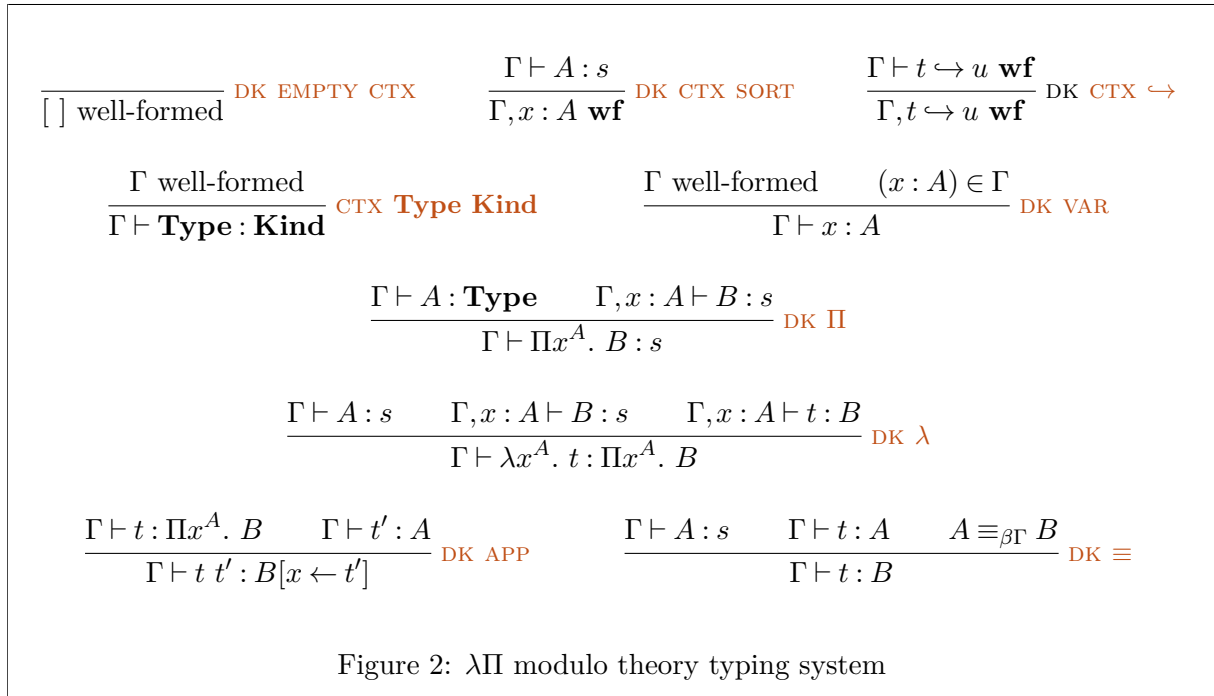 [ ] well-formed DK EMPTY CTX
Γ ⊢ A : s
Γ, x : A wf DK CTX SORT
Γ ⊢ t ↪ u wf
Γ, t ↪ u wf DK CTX ↪
Γ well-formed
Γ ⊢ Type : Kind CTX Type Kind
Γ well-formed (x : A) ∈ Γ
Γ ⊢ x : A DK VAR
Γ ⊢ A : Type Γ, x : A ⊢ B : s
Γ ⊢ Πx^A. B : s DK Π
Γ ⊢ A : s Γ, x : A ⊢ B : s Γ, x : A ⊢ t : B
Γ ⊢ λx^A. t : Πx^A. B DK λ
Γ ⊢ t : Πx^A. B Γ ⊢ t′ : A
Γ ⊢ t t′ : B[x ← t′] DK APP
Γ ⊢ A : s Γ ⊢ t : A A ≡_βΓ B
Γ ⊢ t : B DK ≡
Figure 2: λΠ modulo theory typing system